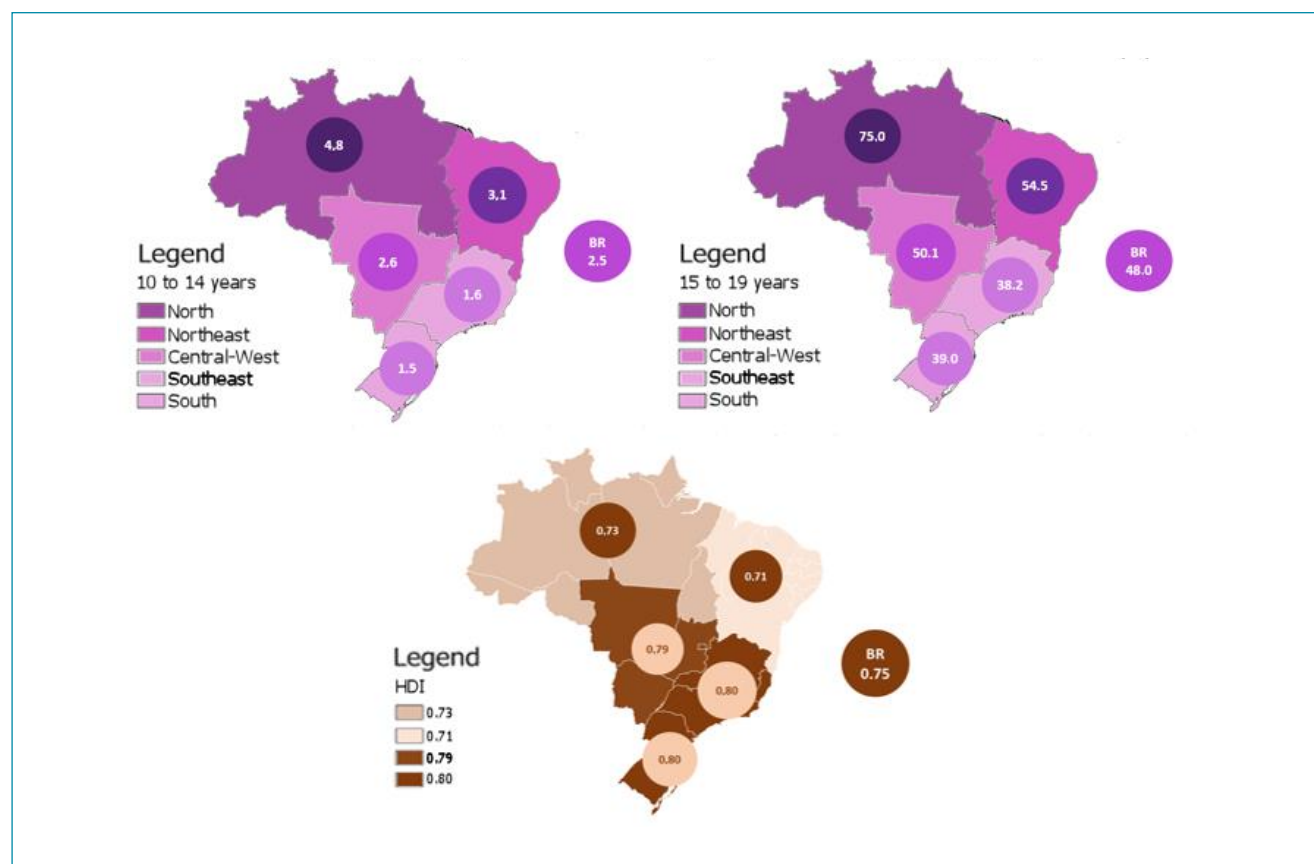 4,8
3,1
2,6
1.6
1.5
BR
2.5
Legend
10 to 14 years
North
Northeast
Central-West
Southeast
South
75.0
54.5
50.1
38.2
39.0
BR
48.0
Legend
15 to 19 years
North
Northeast
Central-West
Southeast
South
0,73
0.71
0,79
0,80
0.80
BR
0.75
Legend
HDI
0.73
0.71
0.79
0.80